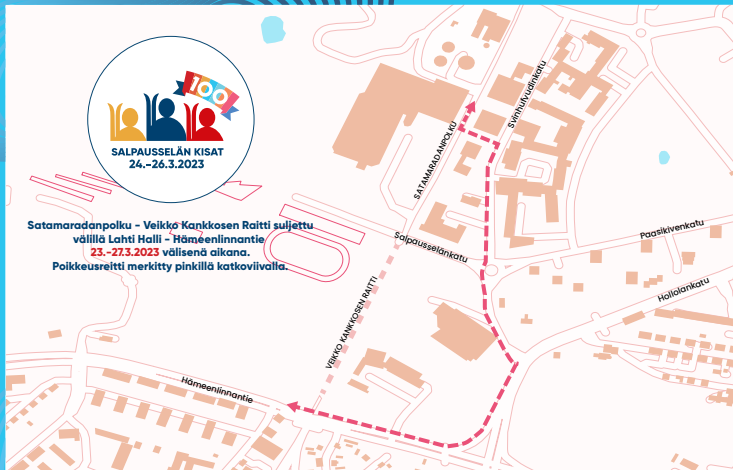 100
SALPAUSSELÄN KISAT
24.–26.3.2023
Satamaradanpolku - Veikko Kankkosen Raitti suljettu
välillä Lahti Halli - Hämeenlinnantie
23.-27.3.2023 välisenä aikana.
Poikkeusreitti merkitty pinkillä katkoviivalla.
Svinhufvudinkatu
SATAMARADANPOLKU
Salpausselänkatu
Paasikivenkatu
Hollolankatu
VEIKKO KANKKOSEN RAITTI
Hämeenlinnantie